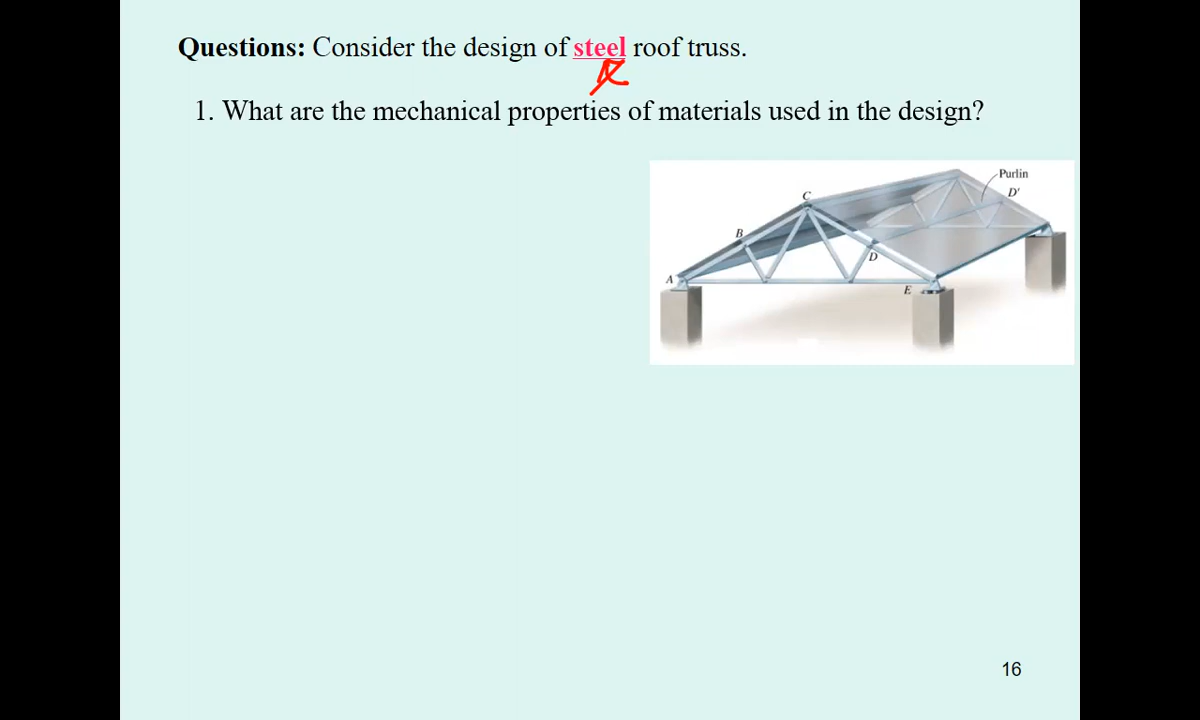 Questions: Consider the design of steel roof truss.
1. What are the mechanical properties of materials used in the design?
Purlin
D'
C
B
D
A
E
16